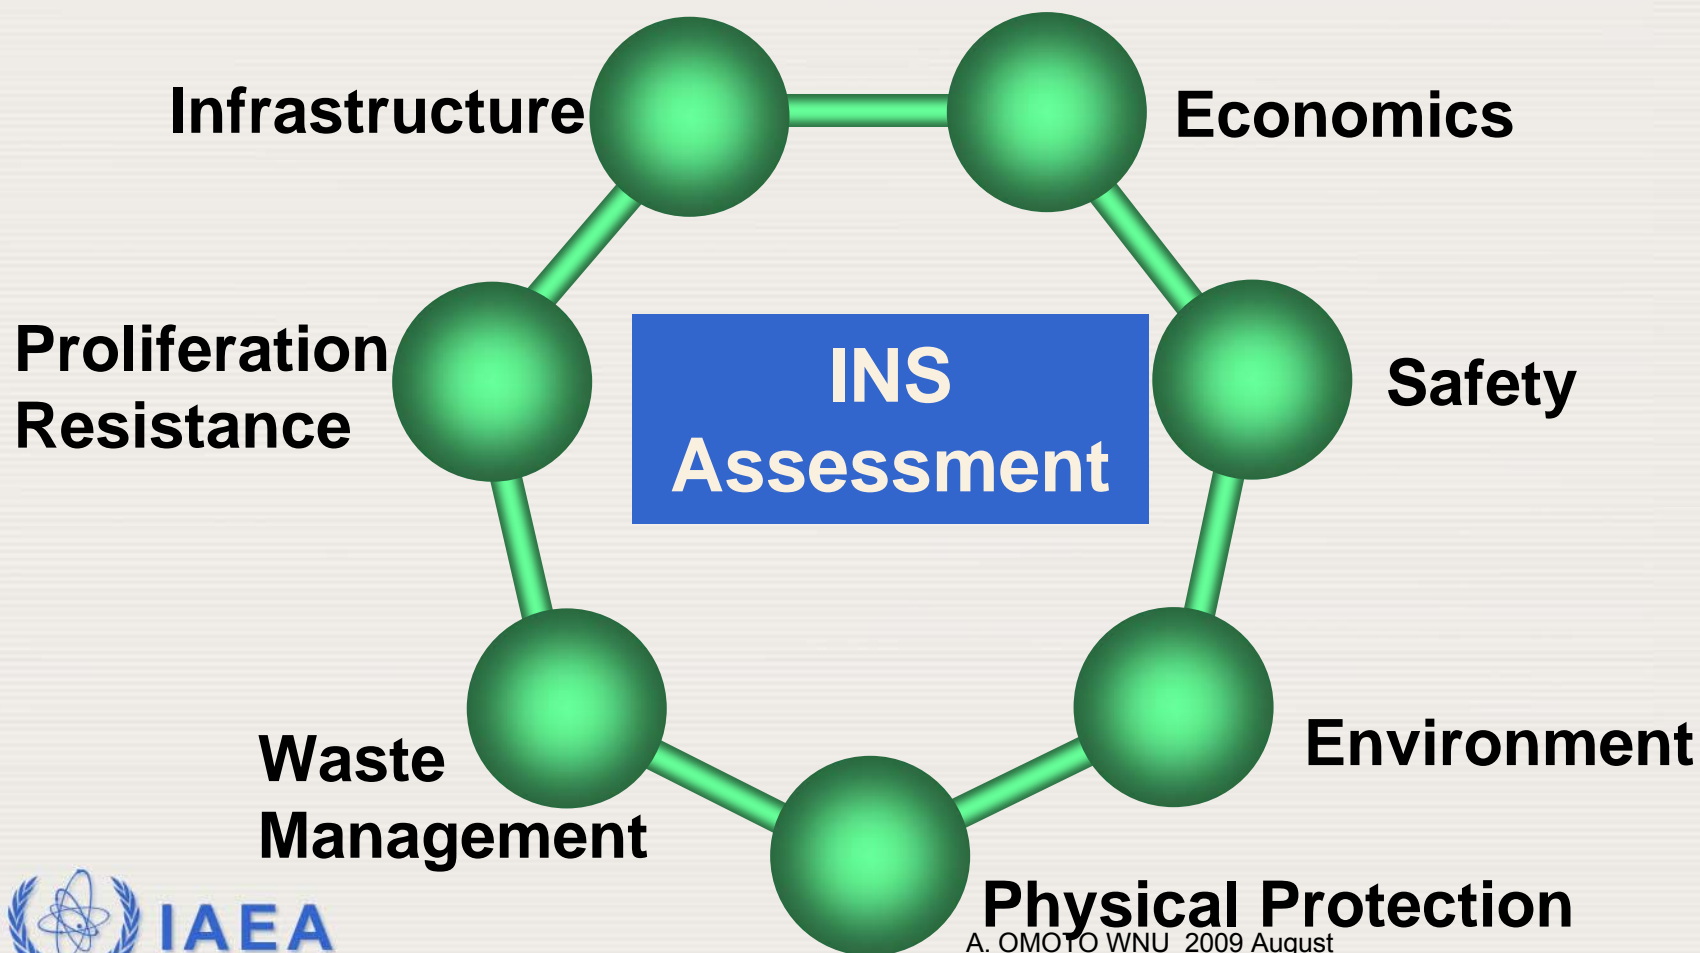 Infrastructure
Economics
Proliferation
Resistance
INS
Assessment
Safety
Waste
Management
Environment
Physical Protection
A. OMOTO WNU 2009 August
IAEA